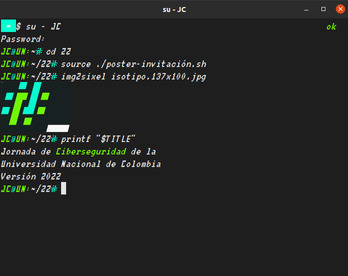 su - JC
~ $ su - JC ok
Password:
JC@UN:~# cd 22
JC@UN:~/22# source ./poster-invitación.sh
JC@UN:~/22# img2sixel isotipo.137x100.jpg
JC@UN:~/22# printf "$TITLE"
Jornada de Ciberseguridad de la
Universidad Nacional de Colombia
Versión 2022
JC@UN:~/22#